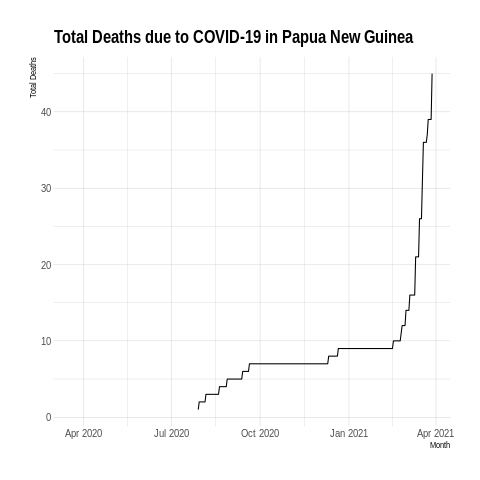 Total Deaths due to COVID-19 in Papua New Guinea
Total Deaths
40
30
20
10
0
Apr 2020 Jul 2020 Oct 2020 Jan 2021 Apr 2021
Month